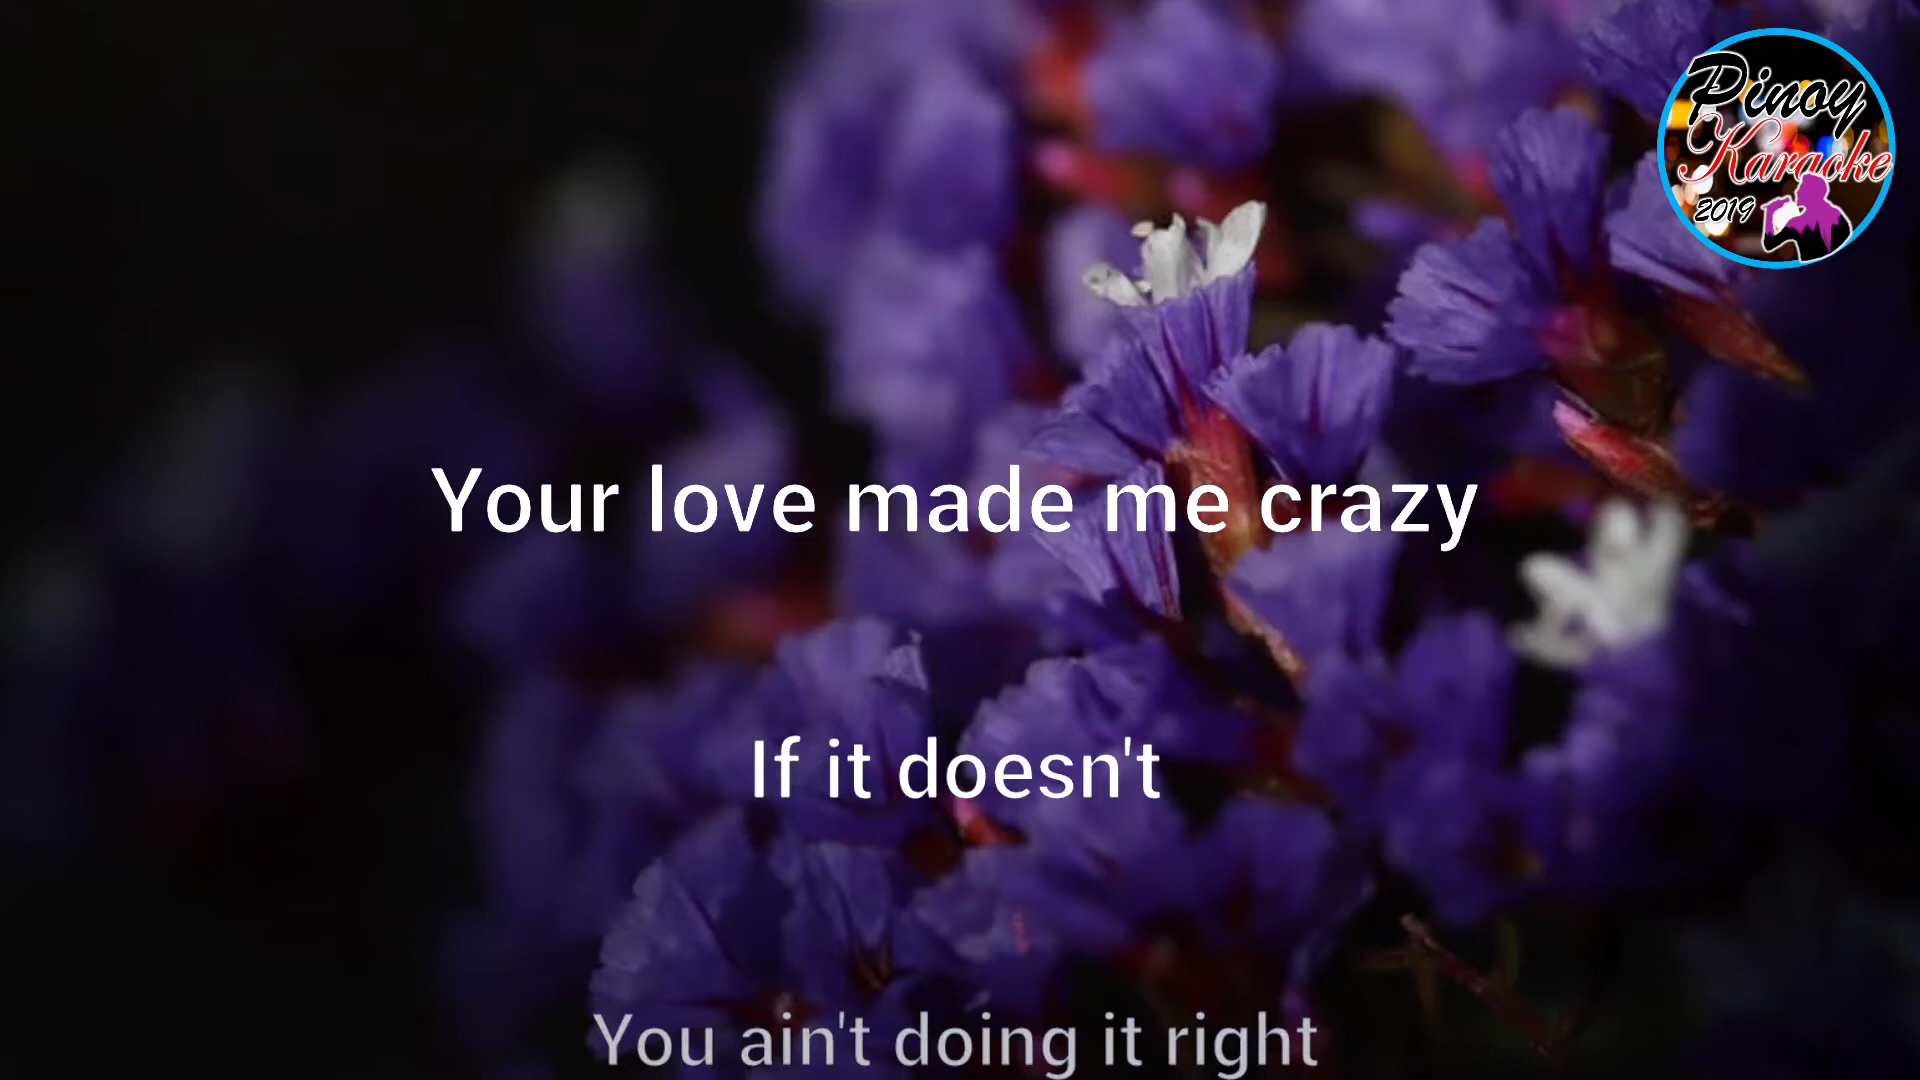 Pinoy
Karaoke
2019
Your love made me crazy
If it doesn't
You ain't doing it right